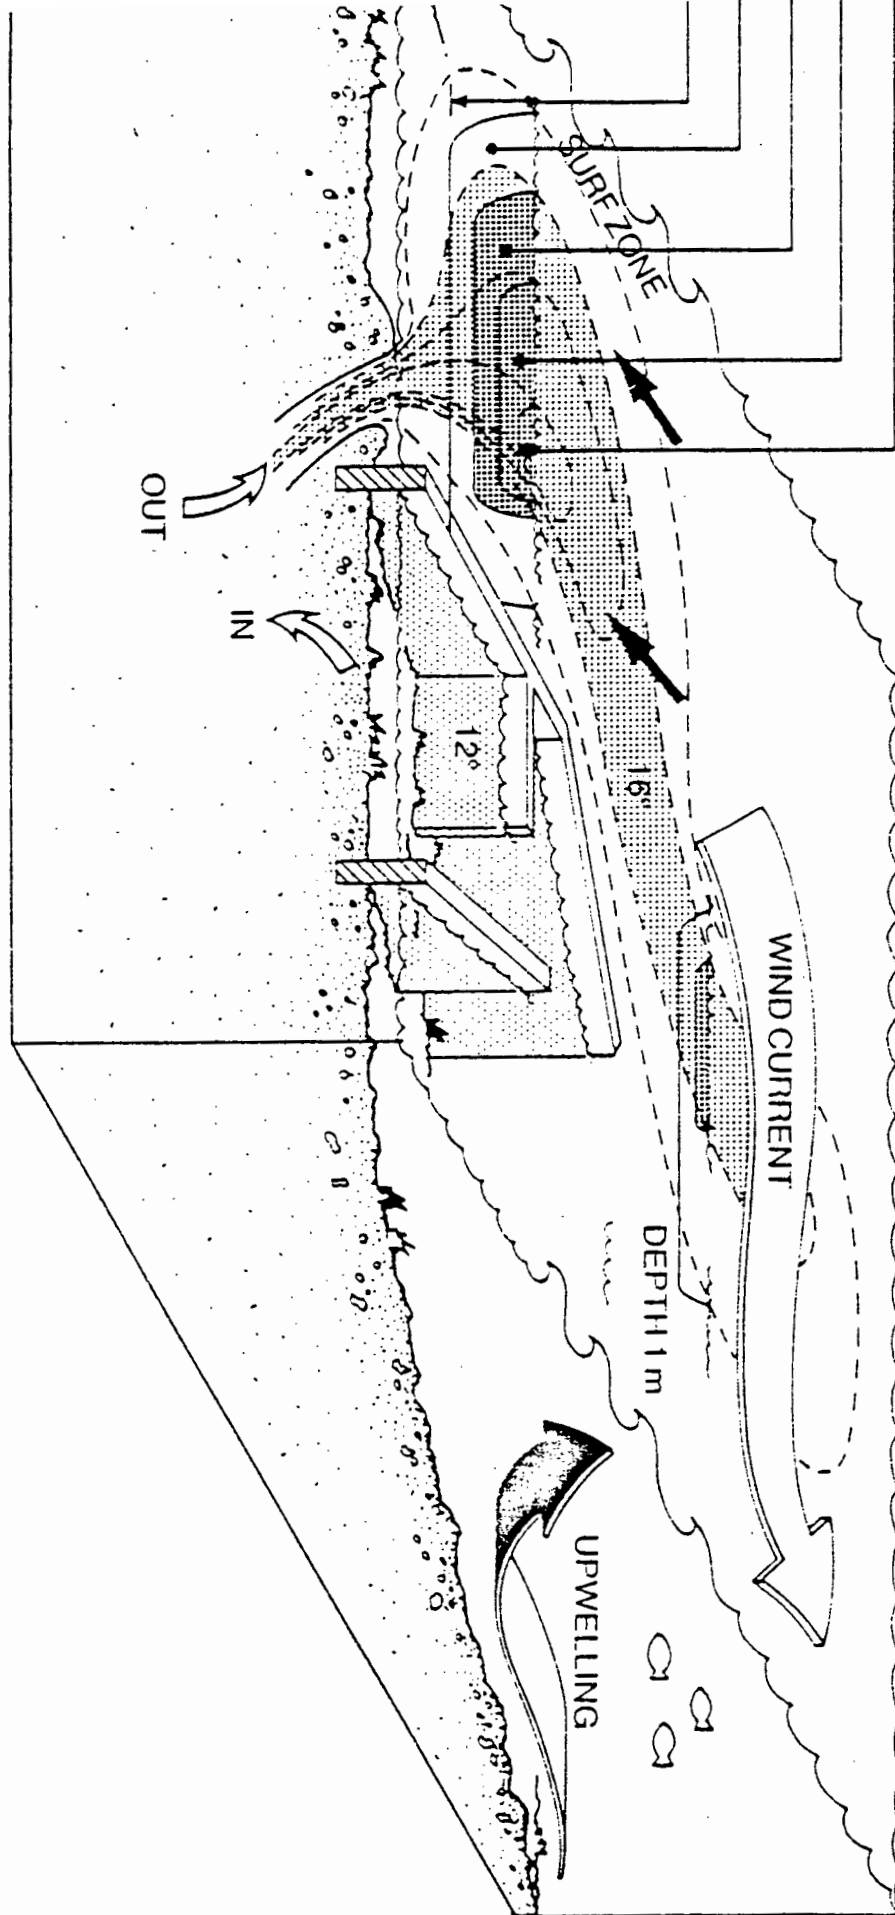 SURF ZONE
OUT
IN
12°
16°
WIND CURRENT
DEPTH 1 m
UPWELLING